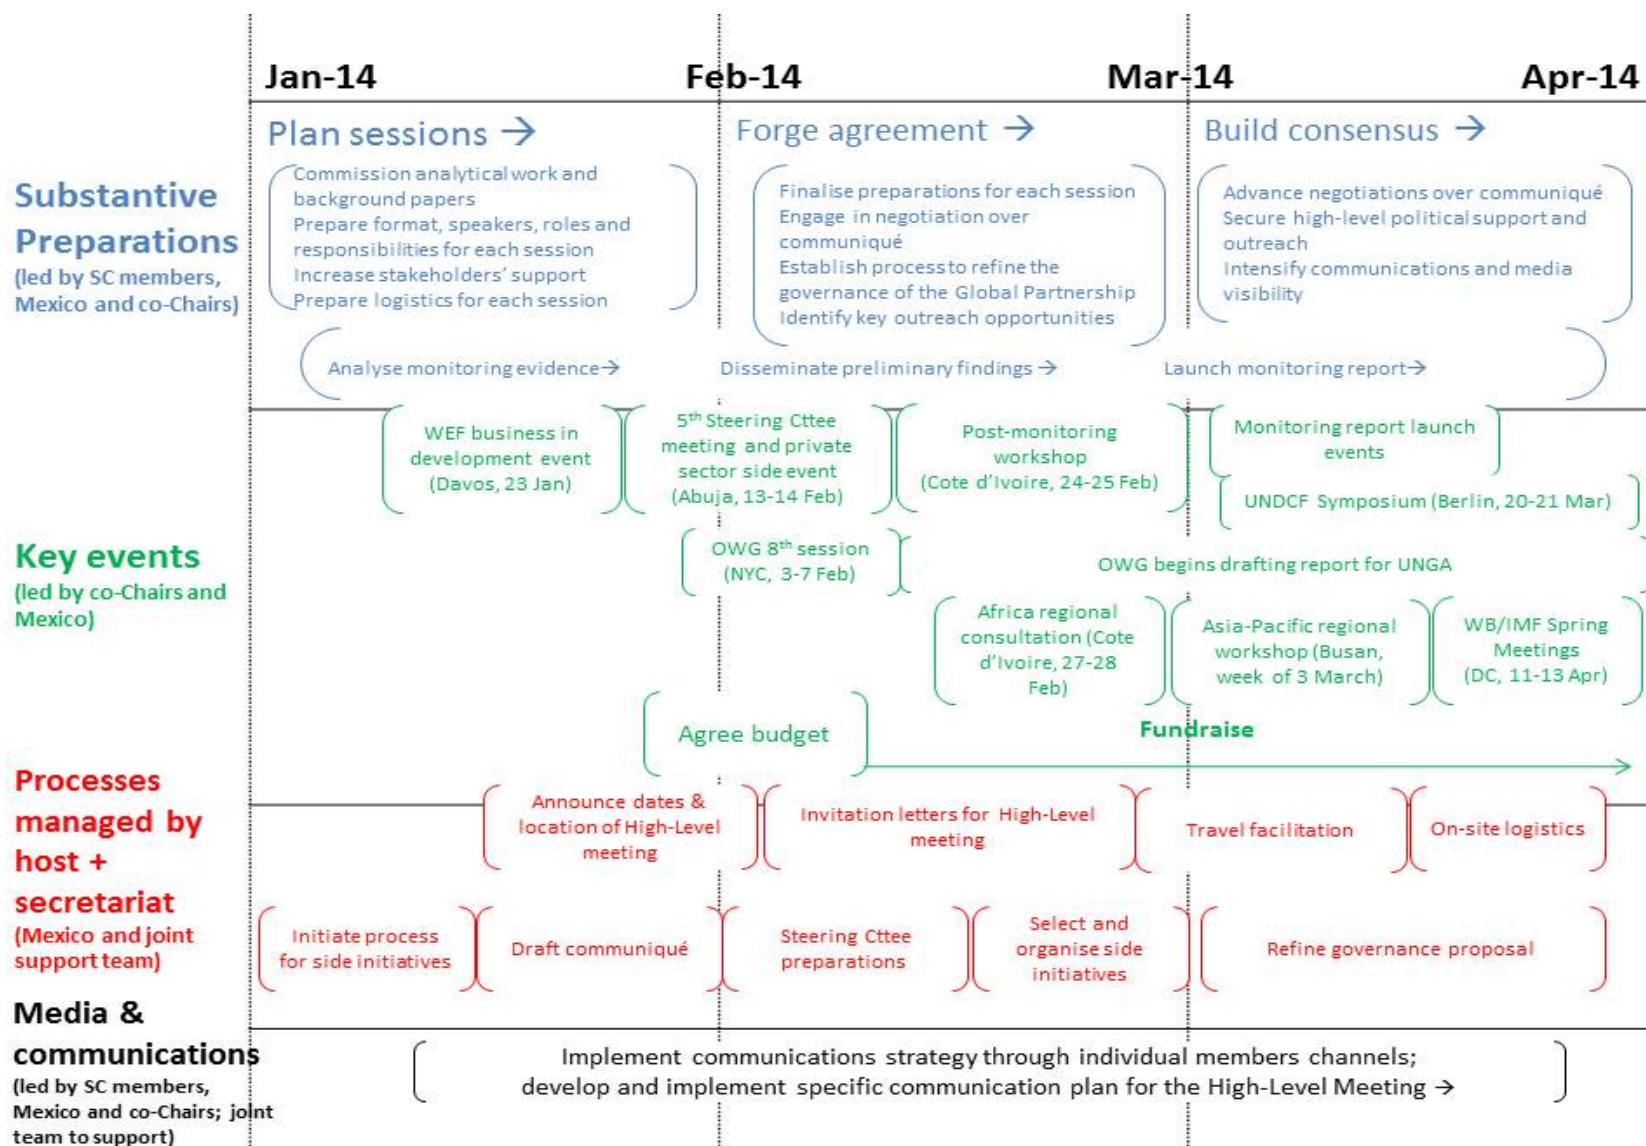 Jan-14
Feb-14
Mar-14
Apr-14
Substantive
Preparations
(led by SC members,
Mexico and co-Chairs)
Plan sessions →
Commission analytical work and
background papers
Prepare format, speakers, roles and
responsibilities for each session
Increase stakeholders' support
Prepare logistics for each session
Forge agreement →
Finalise preparations for each session
Engage in negotiation over
communiqué
Establish process to refine the
governance of the Global Partnership
Identify key outreach opportunities
Build consensus →
Advance negotiations over communiqué
Secure high-level political support and
outreach
Intensify communications and media
visibility
Analyse monitoring evidence→
Disseminate preliminary findings →
Launch monitoring report→
Key events
(led by co-Chairs and
Mexico)
WEF business in
development event
(Davos, 23 Jan)
5th Steering Cttee
meeting and private
sector side event
(Abuja, 13-14 Feb)
Post-monitoring
workshop
(Cote d'Ivoire, 24-25 Feb)
Monitoring report launch
events
UNDCF Symposium (Berlin, 20-21 Mar)
OWG 8th session
(NYC, 3-7 Feb)
OWG begins drafting report for UNGA
Africa regional
consultation (Cote
d'Ivoire, 27-28
Feb)
Asia-Pacific regional
workshop (Busan,
week of 3 March)
WB/IMF Spring
Meetings
(DC, 11-13 Apr)
Agree budget
Fundraise
Processes
managed by
host +
secretariat
(Mexico and joint
support team)
Announce dates &
location of High-Level
meeting
Invitation letters for High-Level
meeting
Travel facilitation
On-site logistics
Initiate process
for side initiatives
Draft communiqué
Steering Cttee
preparations
Select and
organise side
initiatives
Refine governance proposal
Media &
communications
(led by SC members,
Mexico and co-Chairs; joint
team to support)
Implement communications strategy through individual members channels;
develop and implement specific communication plan for the High-Level Meeting →